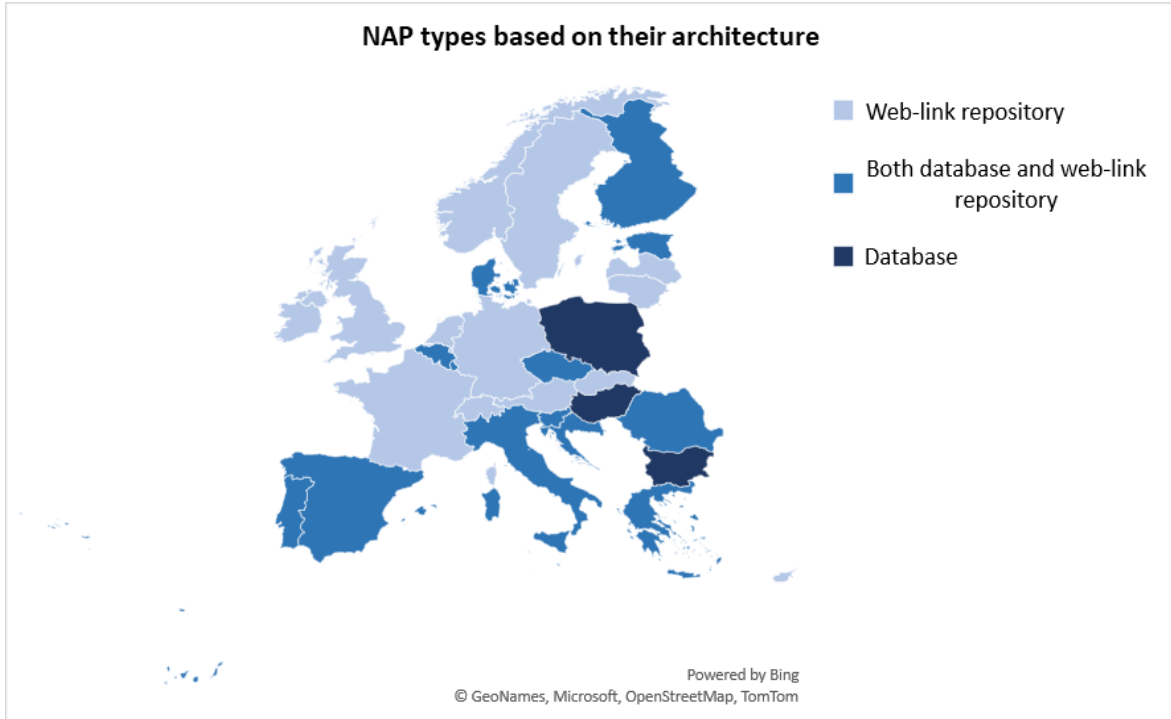 NAP types based on their architecture
Web-link repository
Both database and web-link
repository
Database
Powered by Bing
© GeoNames, Microsoft, OpenStreetMap, TomTom